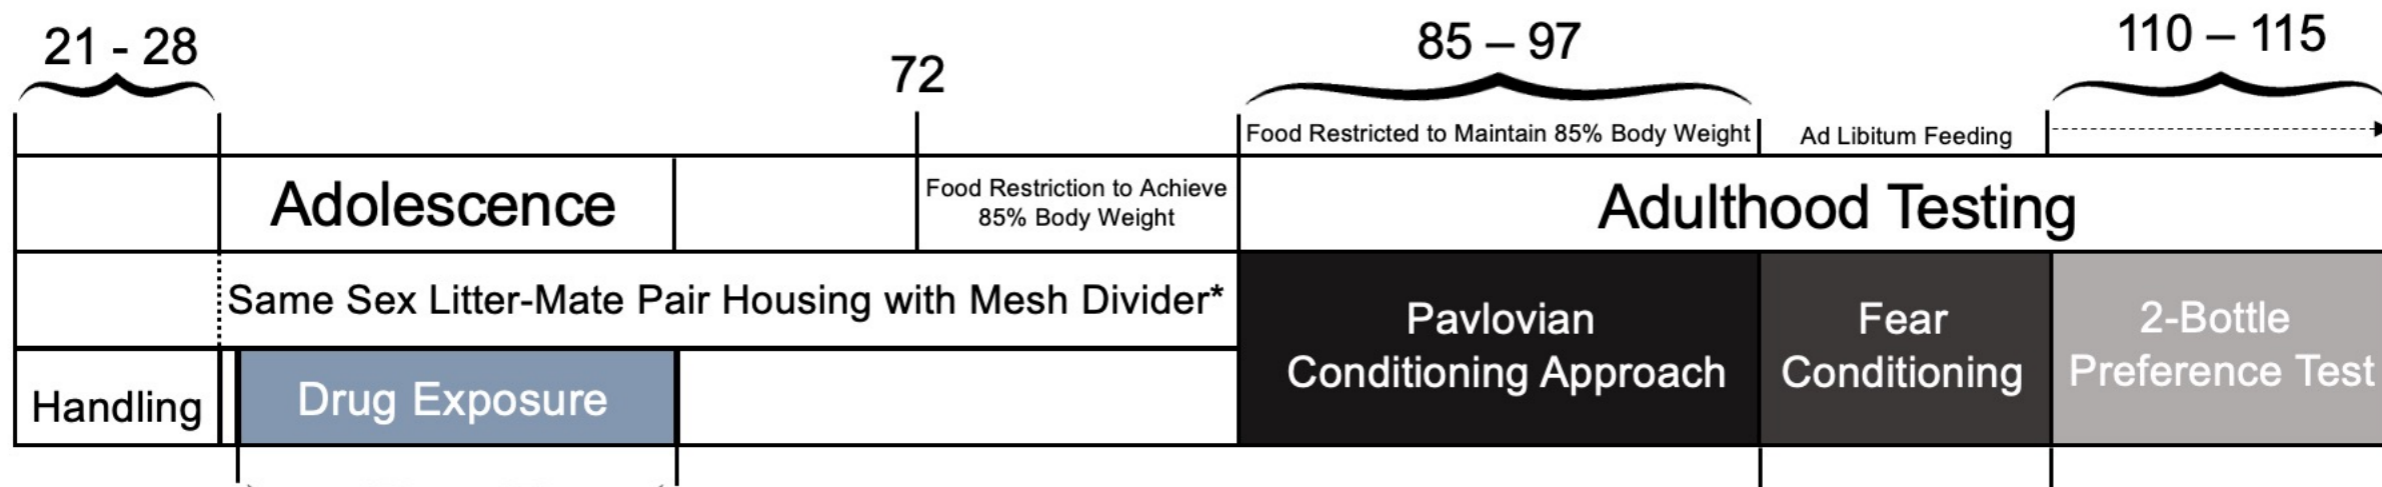 21 - 28
72
85 – 97
110 – 115
Food Restricted to Maintain 85% Body Weight
Ad Libitum Feeding
Adolescence
Food Restriction to Achieve
85% Body Weight
Adulthood Testing
Same Sex Litter-Mate Pair Housing with Mesh Divider*
Pavlovian
Conditioning Approach
Fear
Conditioning
2-Bottle
Preference Test
Handling
Drug Exposure